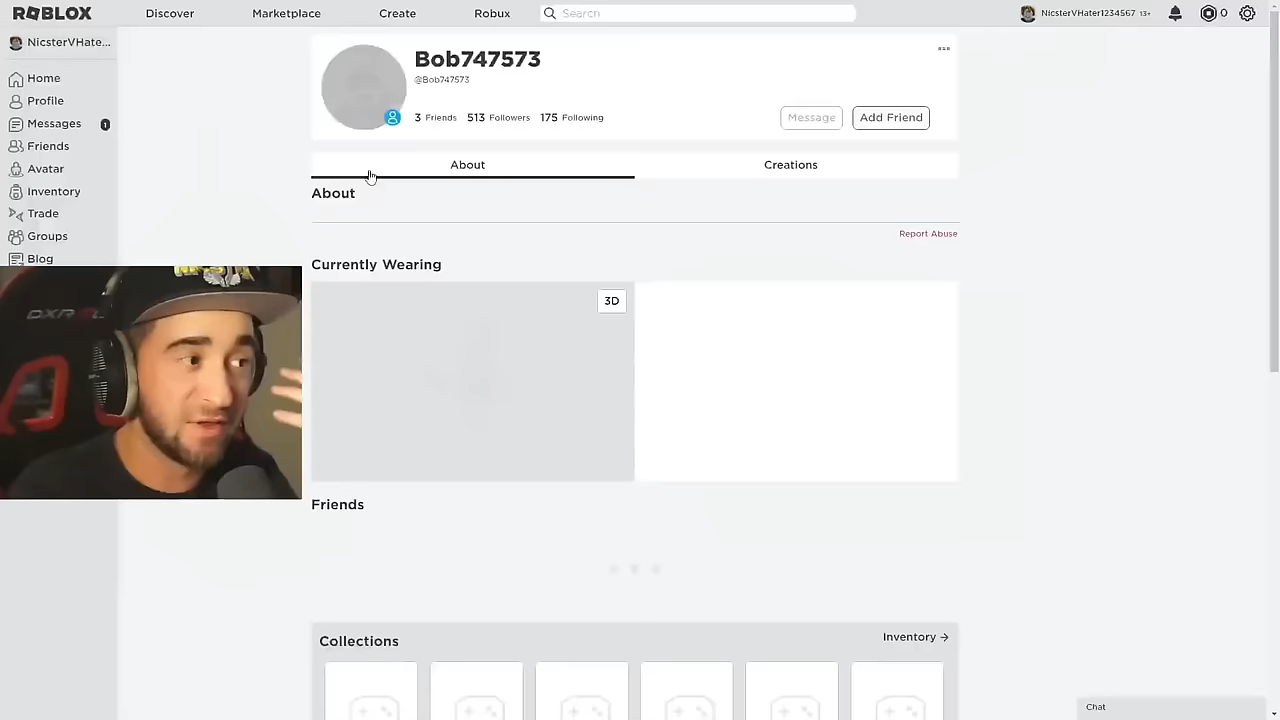 ROBLOX
Discover
Marketplace
Create
Robux
Search
NicsterVHater1234567 13+
0
NicsterVHate...
Home
Profile
Messages 1
Friends
Avatar
Inventory
Trade
Groups
Blog
Bob747573
@Bob747573
3 Friends 513 Followers 175 Following
Message
Add Friend
About
Creations
About
Report Abuse
Currently Wearing
3D
Friends
Collections
Inventory →
Chat